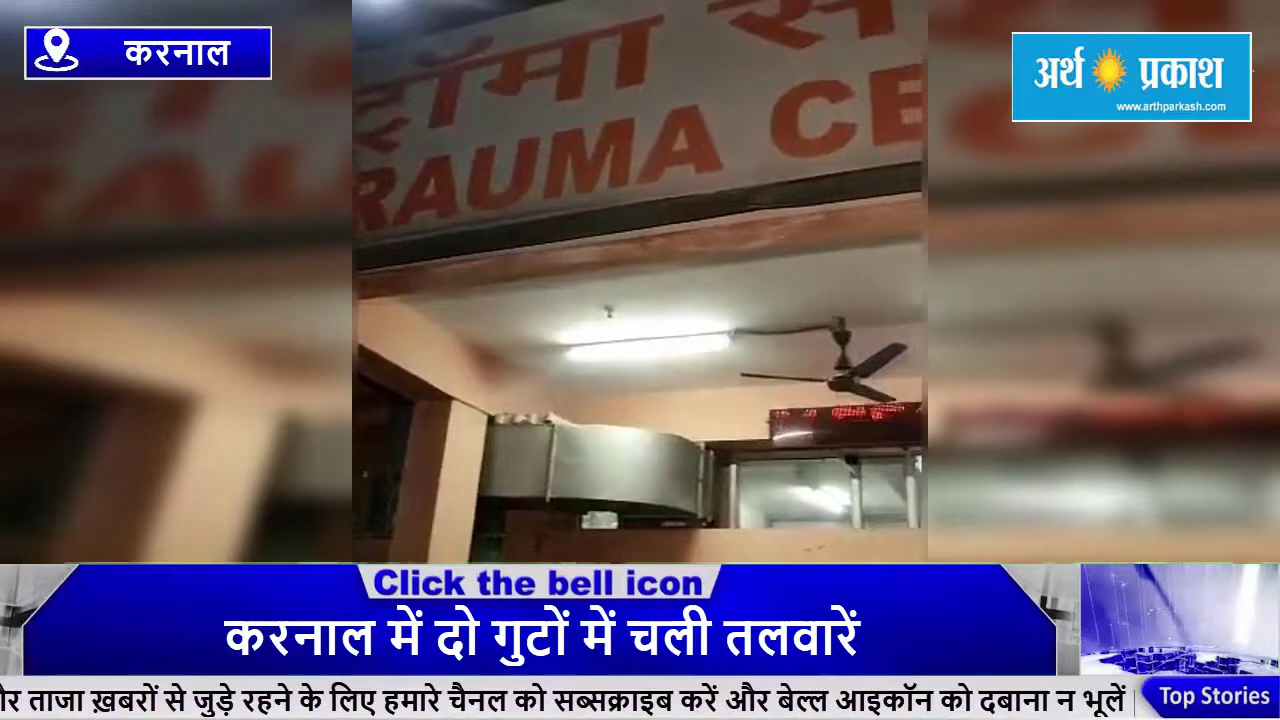 करनाल
अर्थ प्रकाश
www.arthparkash.com
ट्रॉमा
RAUMA CE
Click the bell icon
करनाल में दो गुटों में चली तलवारें
ताजा ख़बरों से जुड़े रहने के लिए हमारे चैनल को सब्सक्राइब करें और बेल्ल आइकॉन को दबाना न भूलें |
Top Stories